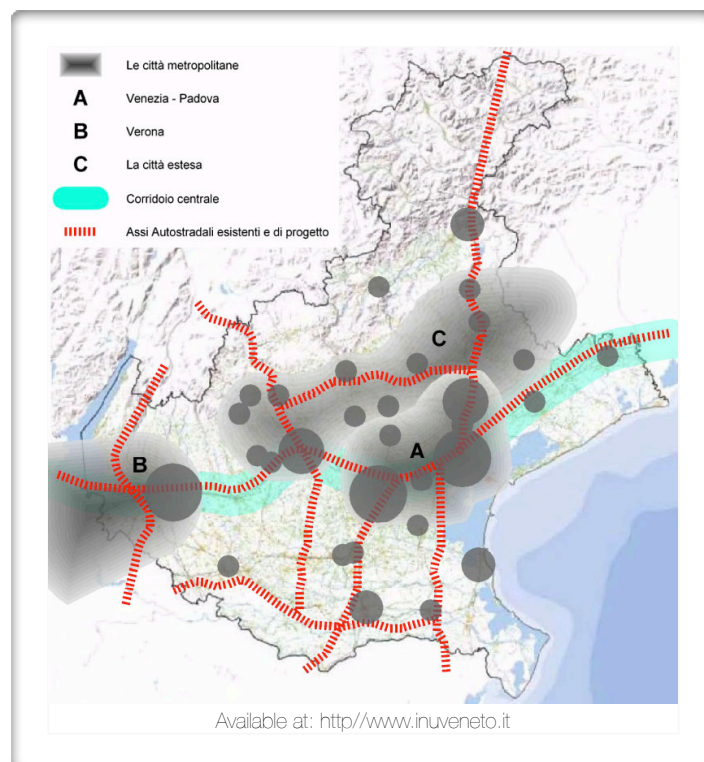 Le città metropolitane
A Venezia - Padova
B Verona
C La città estesa
Corridoio centrale
Assi Autostradali esistenti e di progetto
C
A
B
Available at: http//www.inuveneto.it